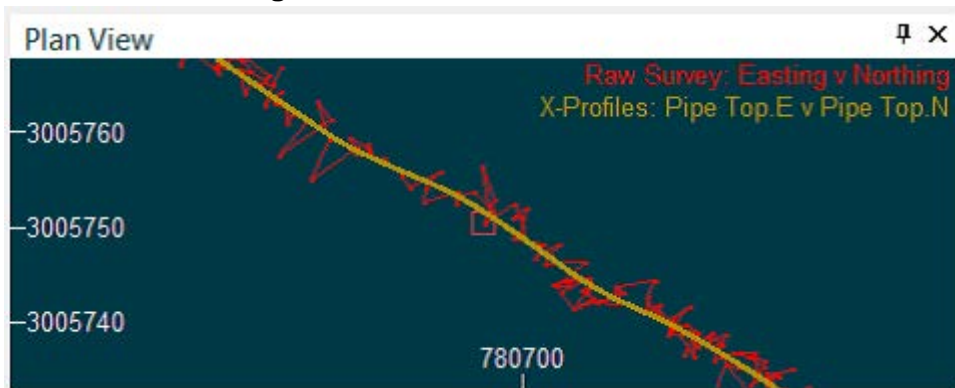 Plan View
Raw Survey: Easting v Northing
X-Profiles: Pipe Top.E v Pipe Top.N
3005760
3005750
3005740
780700